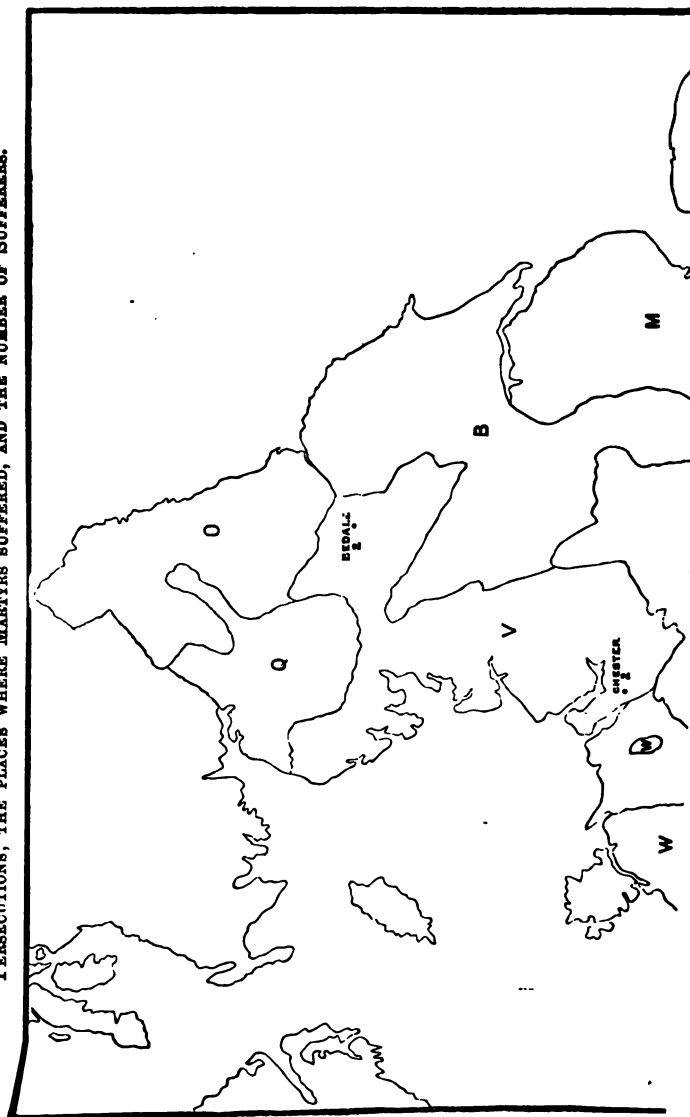 PERSECUTIONS, THE PLACES WHERE MARTYRS SUFFERED, AND THE NUMBER OF SUFFERERS.
O
Q
BEDALE
2
B
V
CHESTER
2
M
W
W